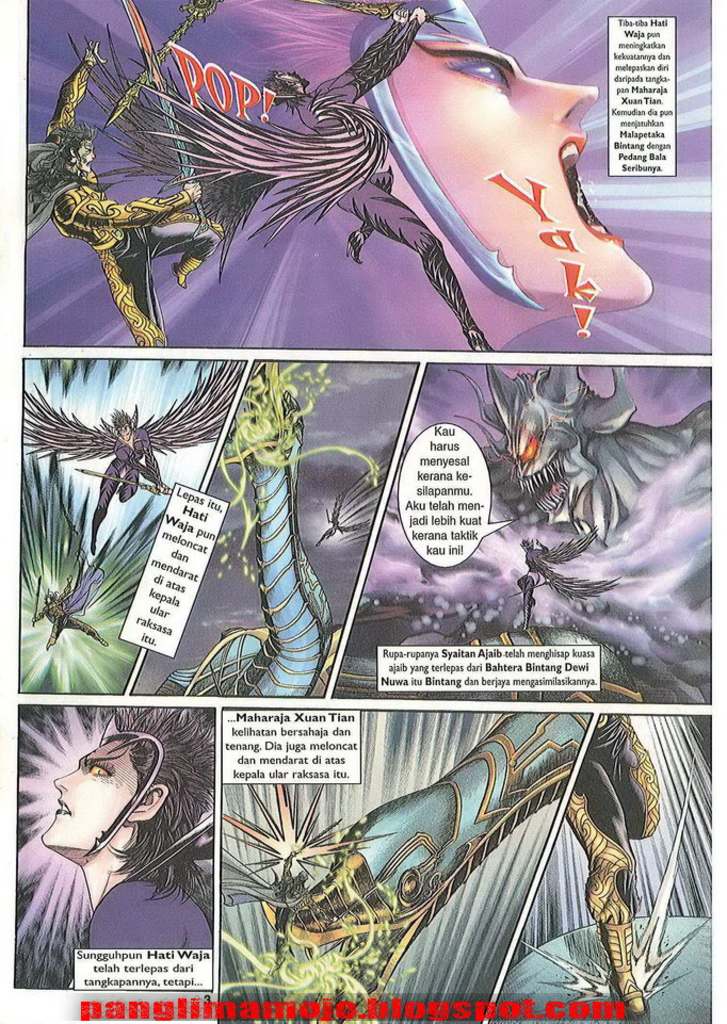 Tiba-tiba Hati
Waja pun
meningkatkan
kekuatannya dan
melepaskan diri
daripada tangka-
pan Maharaja
Xuan Tian.
Kemudian dia pun
menjatuhkan
Malapetaka
Bintang dengan
Pedang Bala
Seribunya.
POP!
Yak!
Lepas itu,
Hati
Waja pun
meloncat
dan
mendarat
di atas
kepala
ular
raksasa
itu.
Kau
harus
menyesal
kerana ke-
silapanmu.
Aku telah men-
jadi lebih kuat
kerana taktik
kau ini!
Rupa-rupanya Syaitan Ajaib telah menghisap kuasa
ajaib yang terlepas dari Bahtera Bintang Dewi
Nuwa itu Bintang dan berjaya mengasimilasikannya.
Sungguhpun Hati Waja
telah terlepas dari
tangkapannya, tetapi...
...Maharaja Xuan Tian
kelihatan bersahaja dan
tenang. Dia juga meloncat
dan mendarat di atas
kepala ular raksasa itu.
3
panglimamojo.blogspot.com